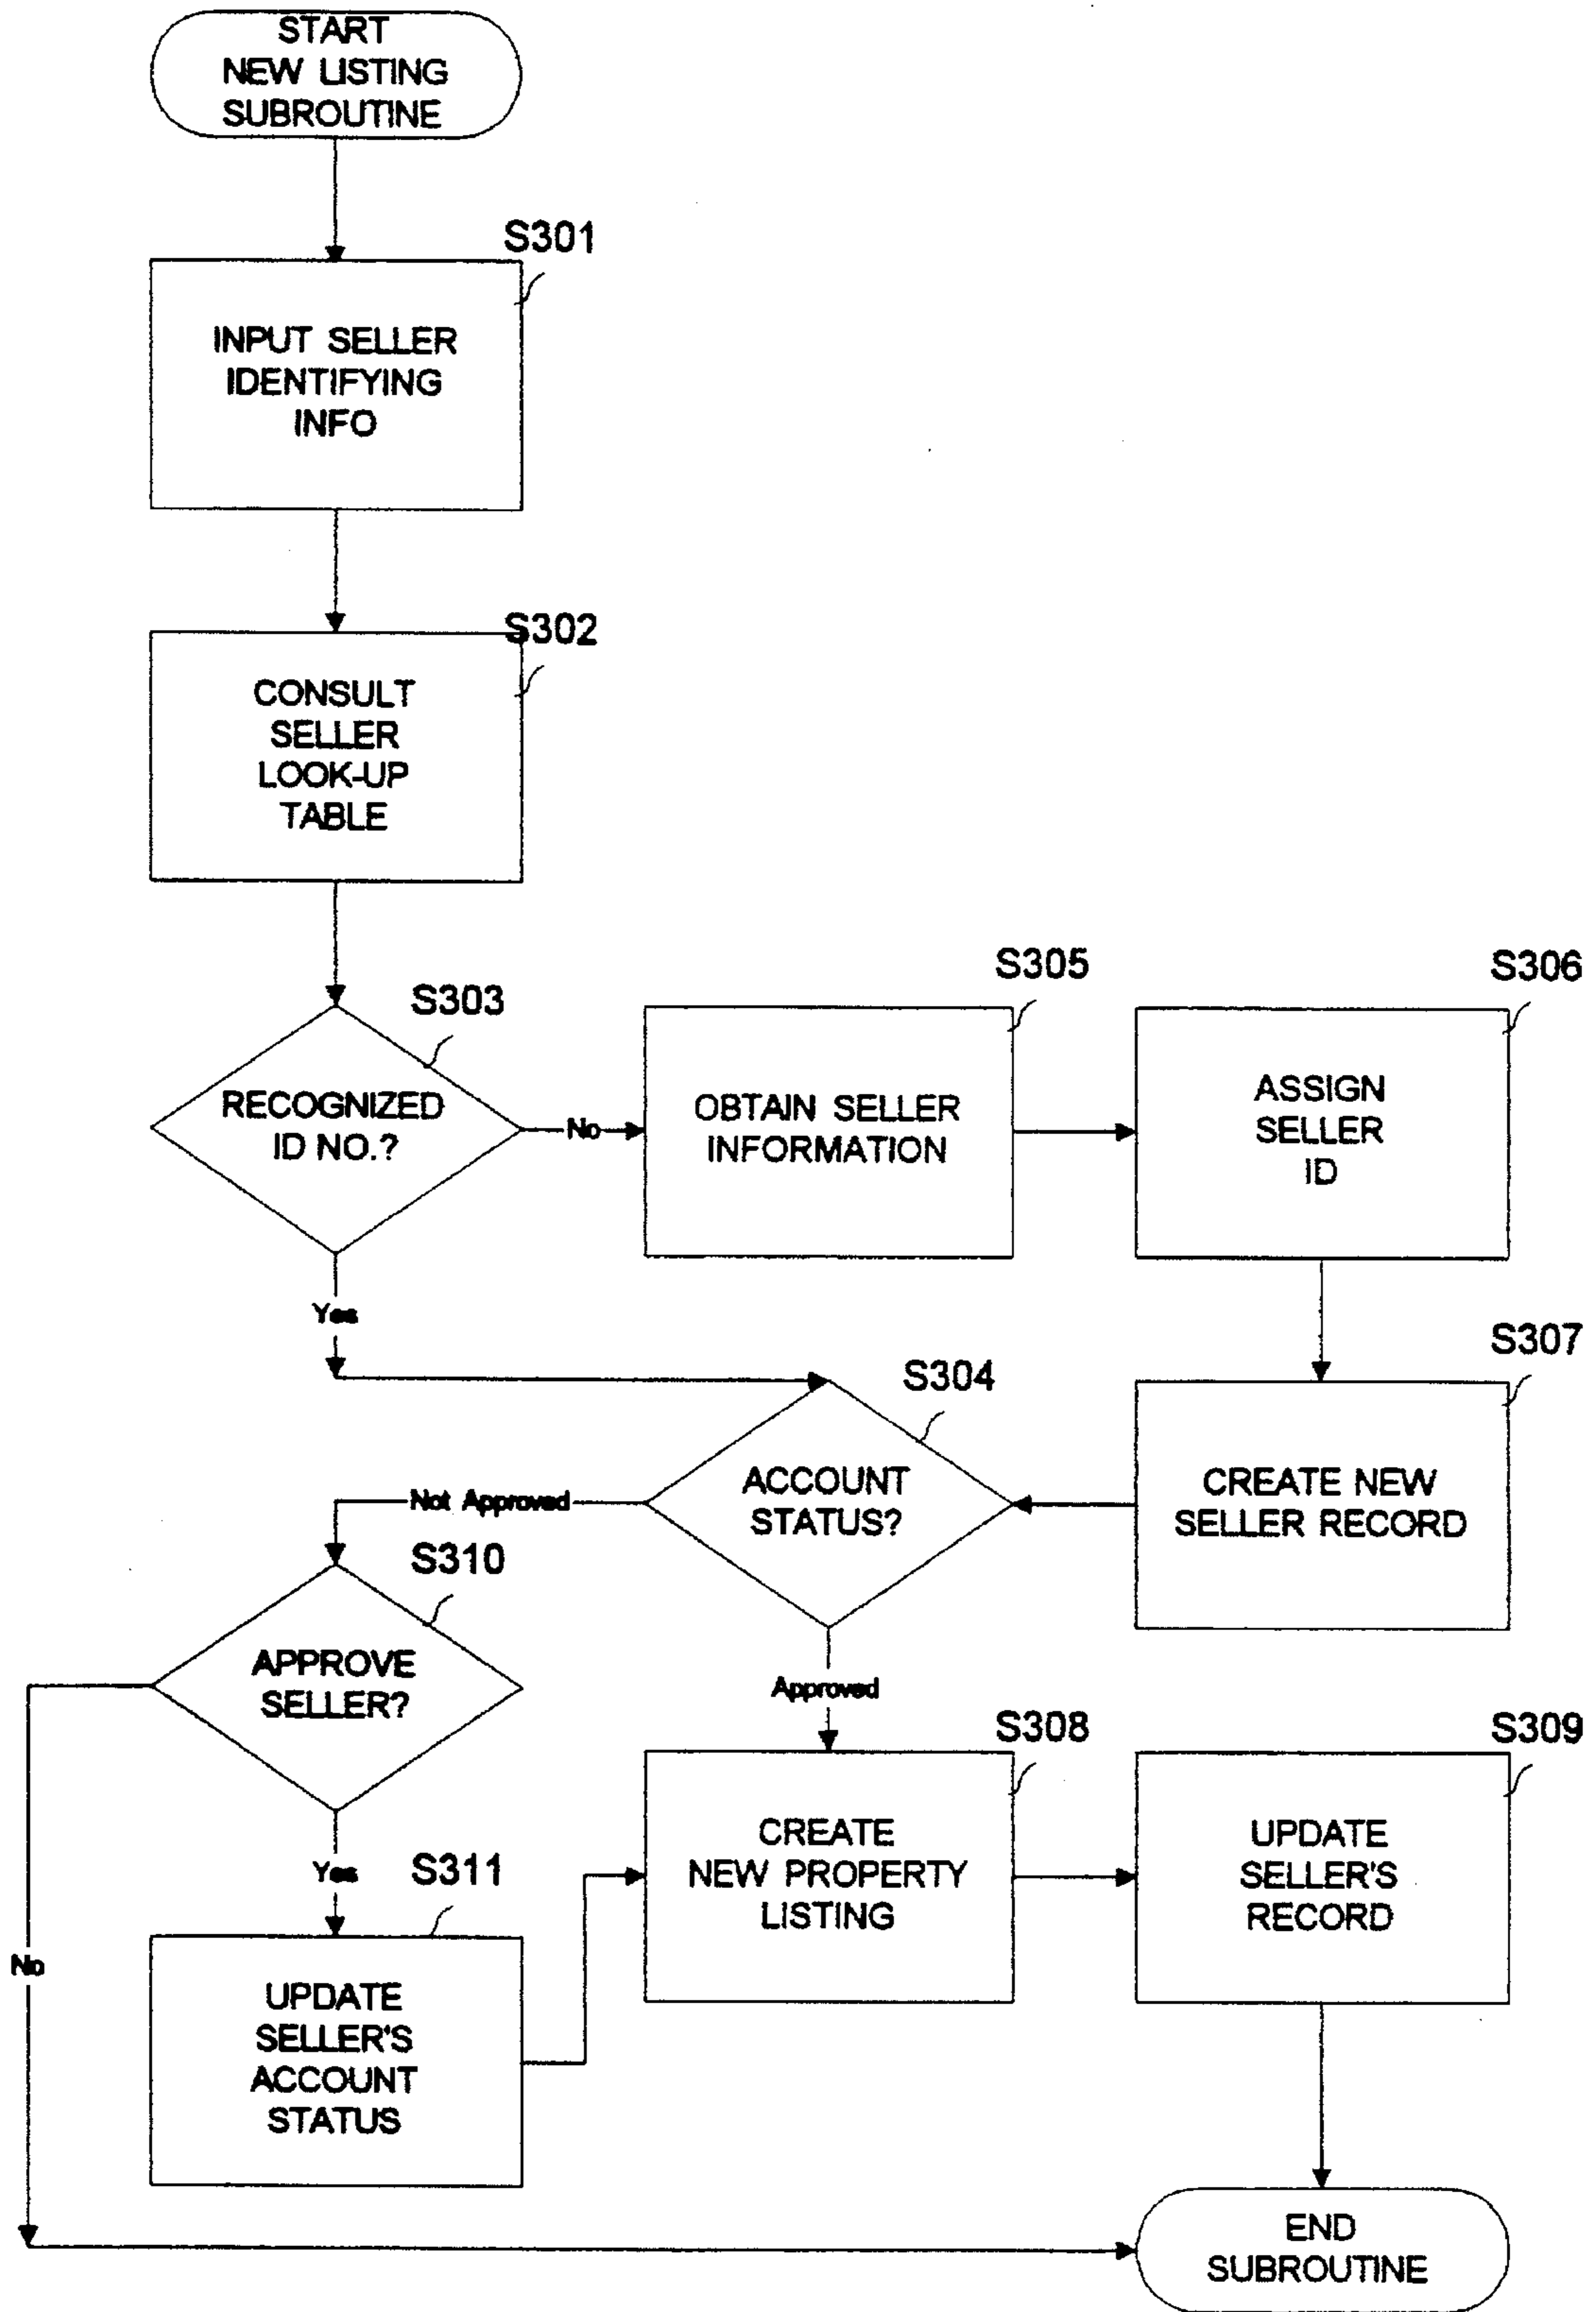 START
NEW LISTING
SUBROUTINE
S301
INPUT SELLER
IDENTIFYING
INFO
S302
CONSULT
SELLER
LOOK-UP
TABLE
S303
RECOGNIZED
ID NO.?
No
Yes
S305
OBTAIN SELLER
INFORMATION
S306
ASSIGN
SELLER
ID
S307
CREATE NEW
SELLER RECORD
S304
ACCOUNT
STATUS?
Not Approved
Approved
S310
APPROVE
SELLER?
Yes
No
S311
UPDATE
SELLER'S
ACCOUNT
STATUS
S308
CREATE
NEW PROPERTY
LISTING
S309
UPDATE
SELLER'S
RECORD
END
SUBROUTINE